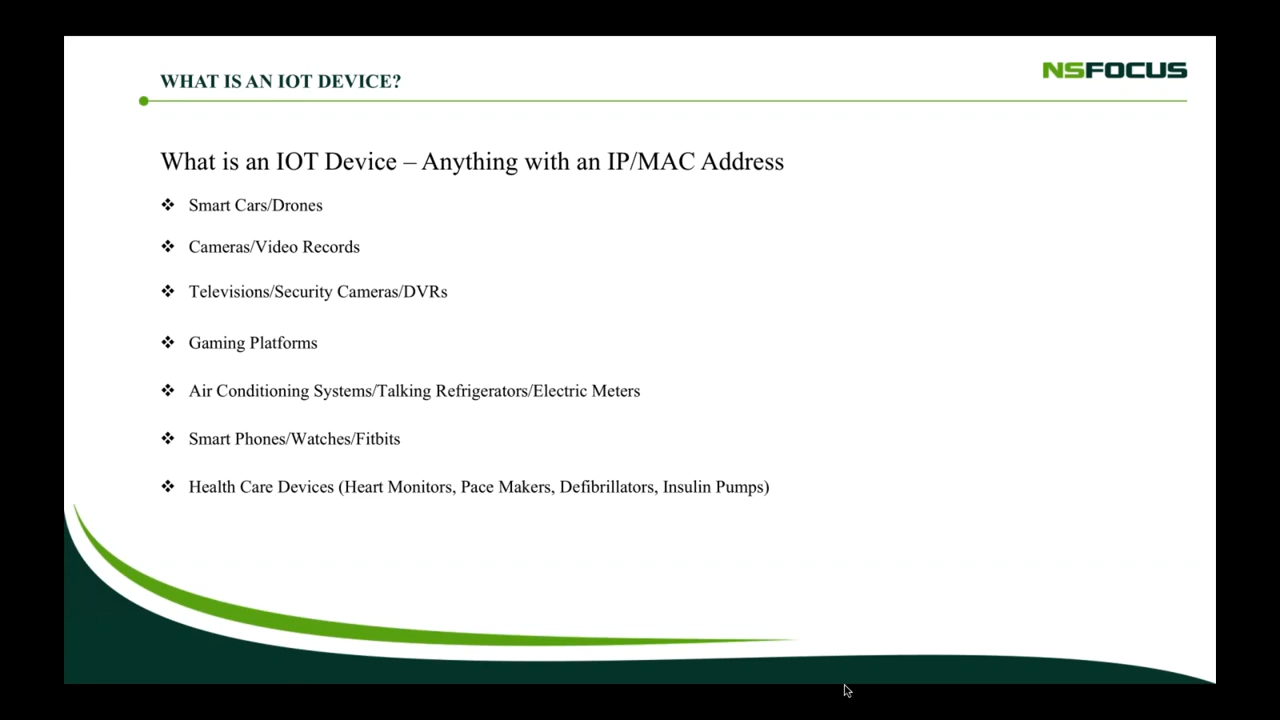 WHAT IS AN IOT DEVICE?
NSFOCUS
What is an IOT Device – Anything with an IP/MAC Address
❖ Smart Cars/Drones
❖ Cameras/Video Records
❖ Televisions/Security Cameras/DVRs
❖ Gaming Platforms
❖ Air Conditioning Systems/Talking Refrigerators/Electric Meters
❖ Smart Phones/Watches/Fitbits
❖ Health Care Devices (Heart Monitors, Pace Makers, Defibrillators, Insulin Pumps)